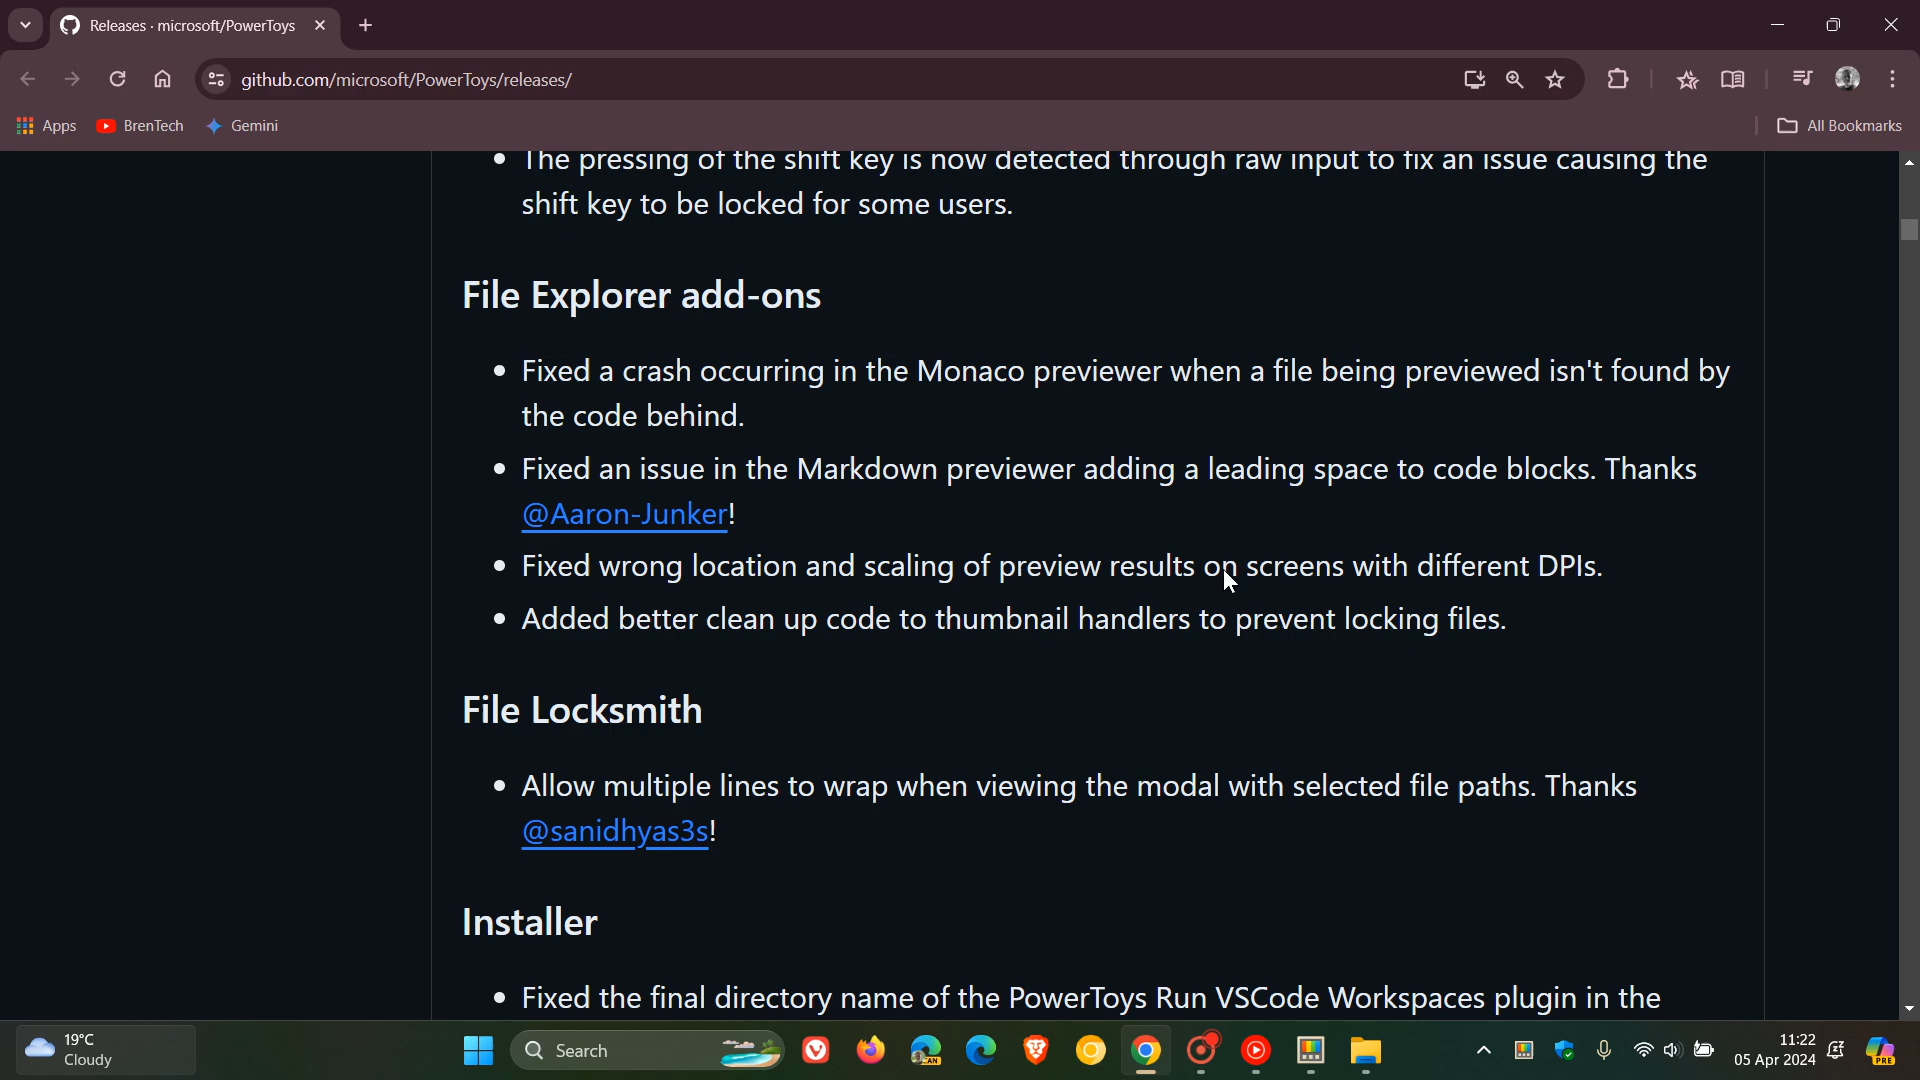 Releases · microsoft/PowerToys
github.com/microsoft/PowerToys/releases/
Apps
BrenTech
Gemini
All Bookmarks
The pressing of the shift key is now detected through raw input to fix an issue causing the
shift key to be locked for some users.
File Explorer add-ons
Fixed a crash occurring in the Monaco previewer when a file being previewed isn't found by
the code behind.
Fixed an issue in the Markdown previewer adding a leading space to code blocks. Thanks
@Aaron-Junker!
Fixed wrong location and scaling of preview results on screens with different DPIs.
Added better clean up code to thumbnail handlers to prevent locking files.
File Locksmith
Allow multiple lines to wrap when viewing the modal with selected file paths. Thanks
@sanidhyas3s!
Installer
Fixed the final directory name of the PowerToys Run VSCode Workspaces plugin in the
19°C
Cloudy
Search
CAN
11:22
05 Apr 2024
PRE